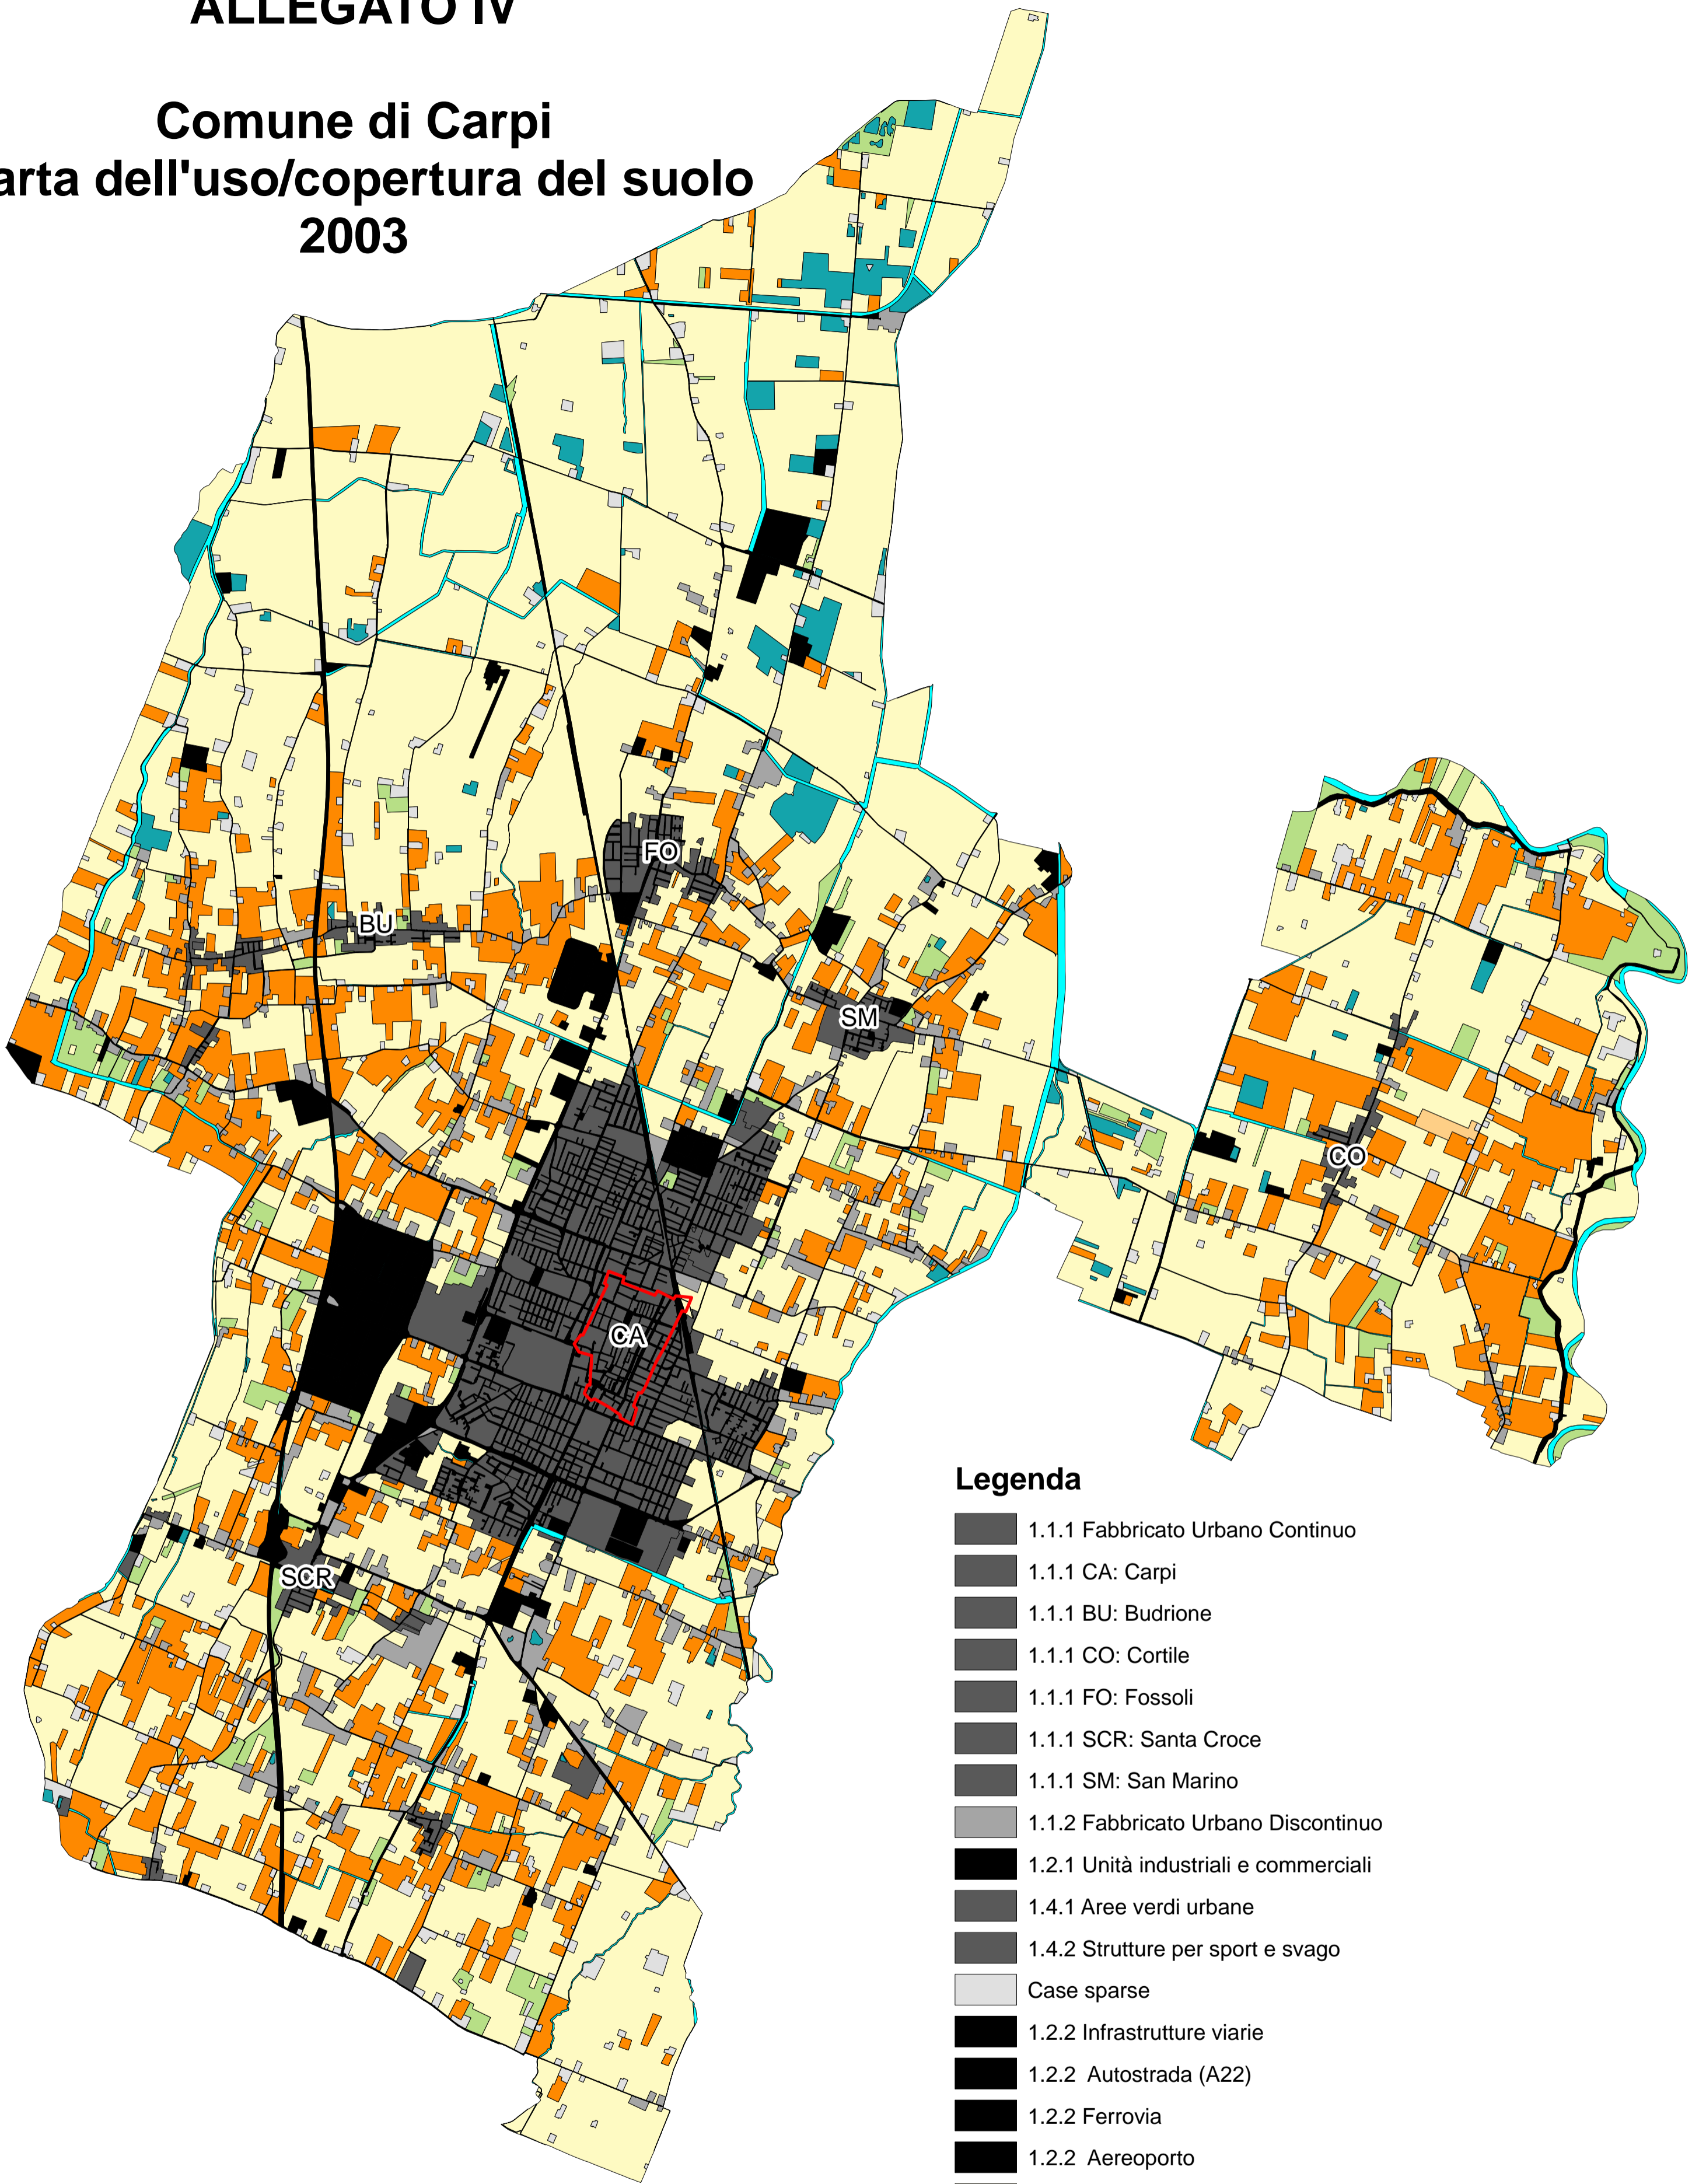 ALLEGATO IV
Comune di Carpi
arta dell'uso/copertura del suolo
2003
FO
BU
SM
CO
CA
SCR
Legenda
1.1.1 Fabbricato Urbano Continuo
1.1.1 CA: Carpi
1.1.1 BU: Budrione
1.1.1 CO: Cortile
1.1.1 FO: Fossoli
1.1.1 SCR: Santa Croce
1.1.1 SM: San Marino
1.1.2 Fabbricato Urbano Discontinuo
1.2.1 Unità industriali e commerciali
1.4.1 Aree verdi urbane
1.4.2 Strutture per sport e svago
Case sparse
1.2.2 Infrastrutture viarie
1.2.2 Autostrada (A22)
1.2.2 Ferrovia
1.2.2 Aereoporto